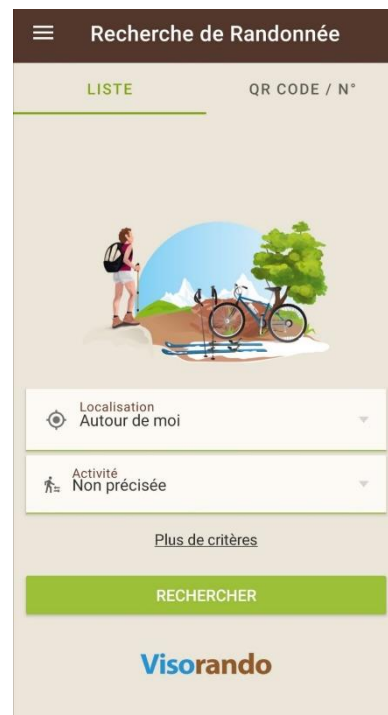 Recherche de Randonnée
LISTE
QR CODE / N°
Localisation
Autour de moi
Activité
Non précisée
Plus de critères
RECHERCHER
Visorando